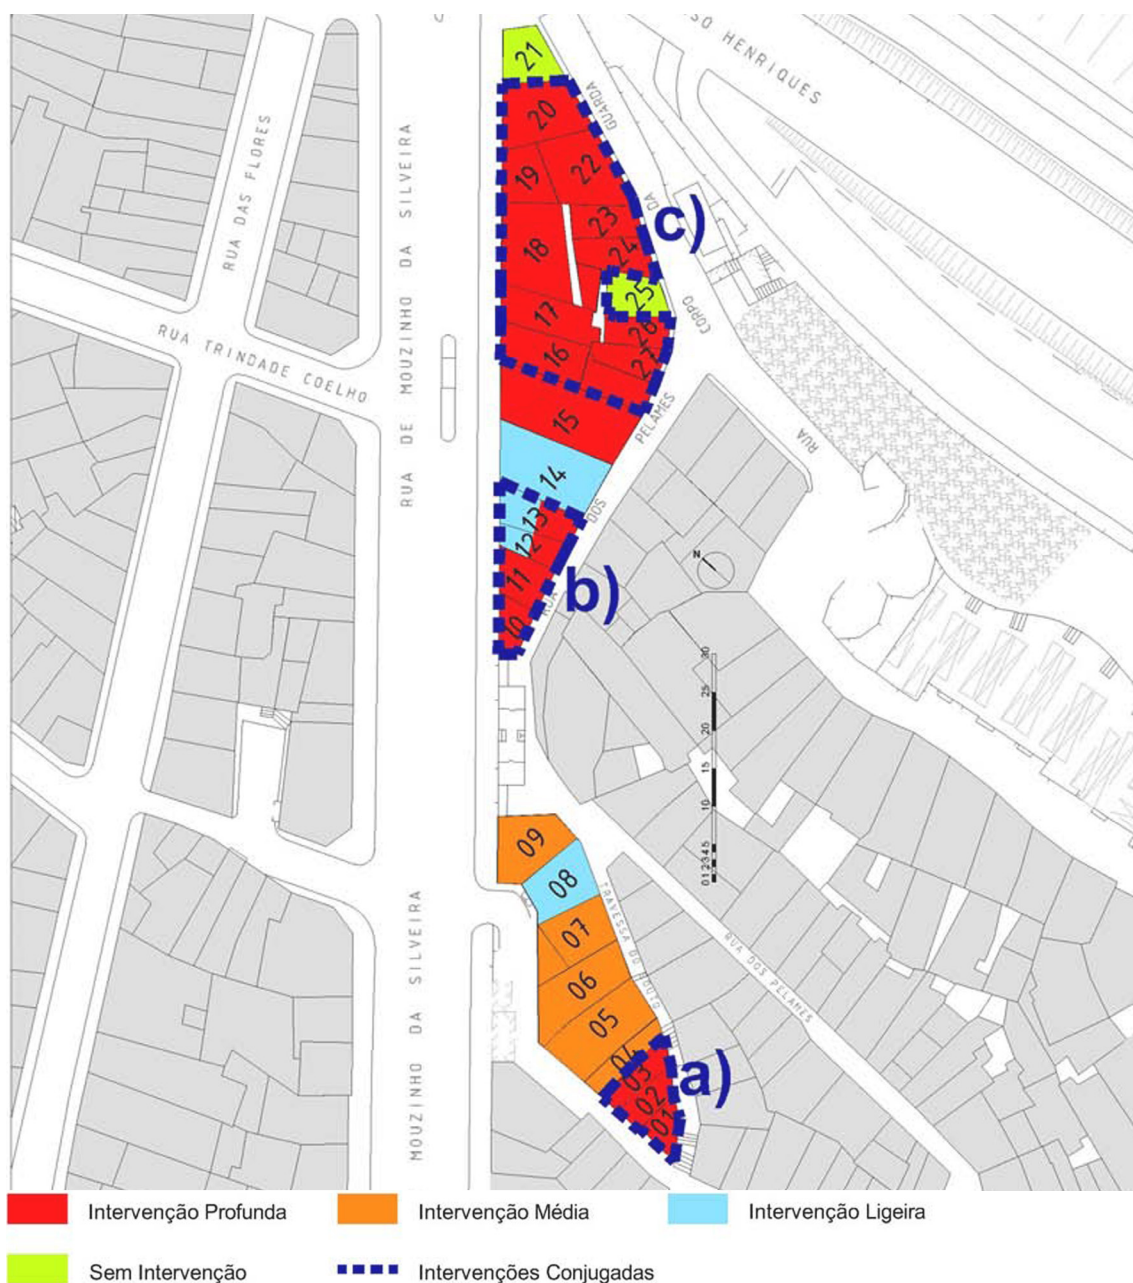 SO HENRIQUES
RUA DAS FLORES
RUA DE MOUZINHO DA SILVEIRA
21
GUARDA
20
19
22
DA
c)
23
18
24
25
CORPO
17
26
RUA TRINDADE COELHO
16
27
PELAMES
15
RUA
14
DOS
13
12
N
11
b)
RUA
10
30
25
20
15
10
0 1 2 3 4 5
09
08
TRAVESSA DO SOUTO
07
MOUZINHO DA SILVEIRA
RUA DOS PELAMES
06
05
04
03
a)
02
01
Intervenção Profunda
Intervenção Média
Intervenção Ligeira
Sem Intervenção
Intervenções Conjugadas